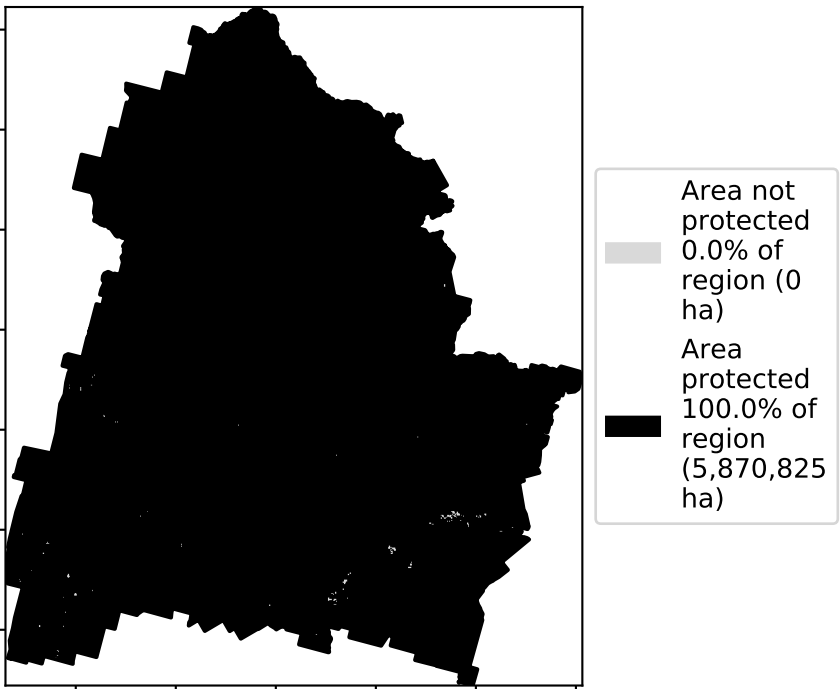 Area not
protected
0.0% of
region (0
ha)
Area
protected
100.0% of
region
(5,870,825
ha)